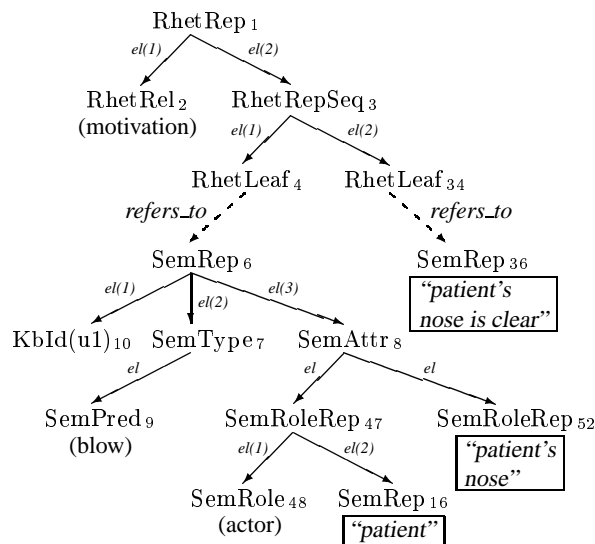 RhetRep 1
el(1) el(2)
RhetRel 2 RhetRepSeq 3
(motivation) el(1) el(2)
RhetLeaf 4 RhetLeaf 34
refers_to refers_to
SemRep 6 SemRep 36
el(1) el(2) el(3) “patient’s
nose is clear”
KbId(u1) 10 SemType 7 SemAttr 8
el el el
SemPred 9 SemRoleRep 47 SemRoleRep 52
(blow) el(1) el(2) “patient’s
nose”
SemRole 48 SemRep 16
(actor) “patient”